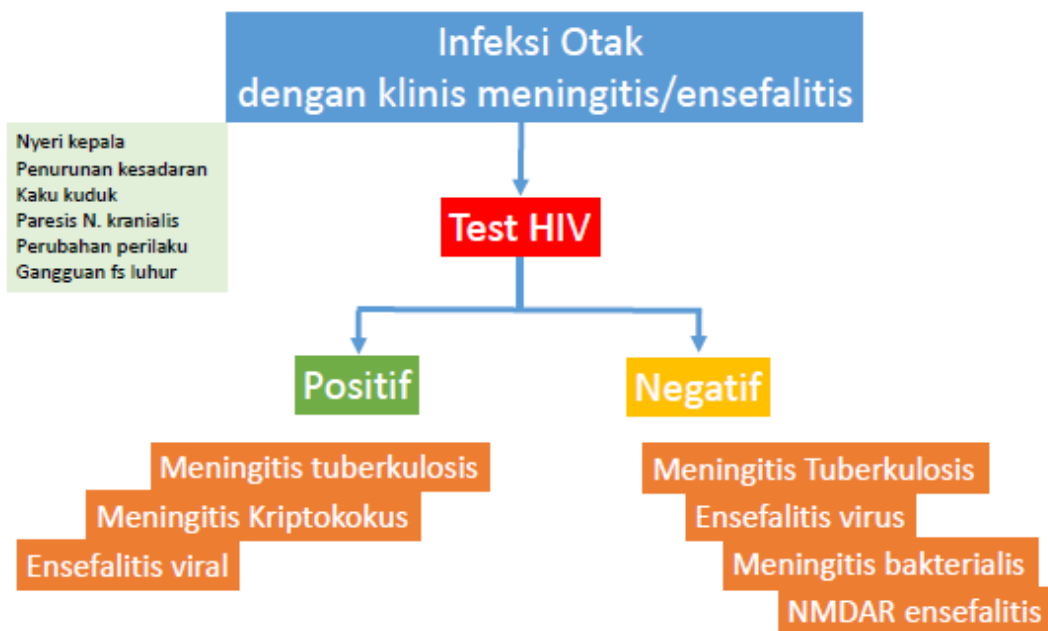 Infeksi Otak
dengan klinis meningitis/ensefalitis
Nyeri kepala
Penurunan kesadaran
Kaku kuduk
Paresis N. kranialis
Perubahan perilaku
Gangguan fs luhur
Test HIV
Positif
Negatif
Meningitis tuberkulosis
Meningitis Kriptokokus
Ensefalitis viral
Meningitis Tuberkulosis
Ensefalitis virus
Meningitis bakterialis
NMDAR ensefalitis